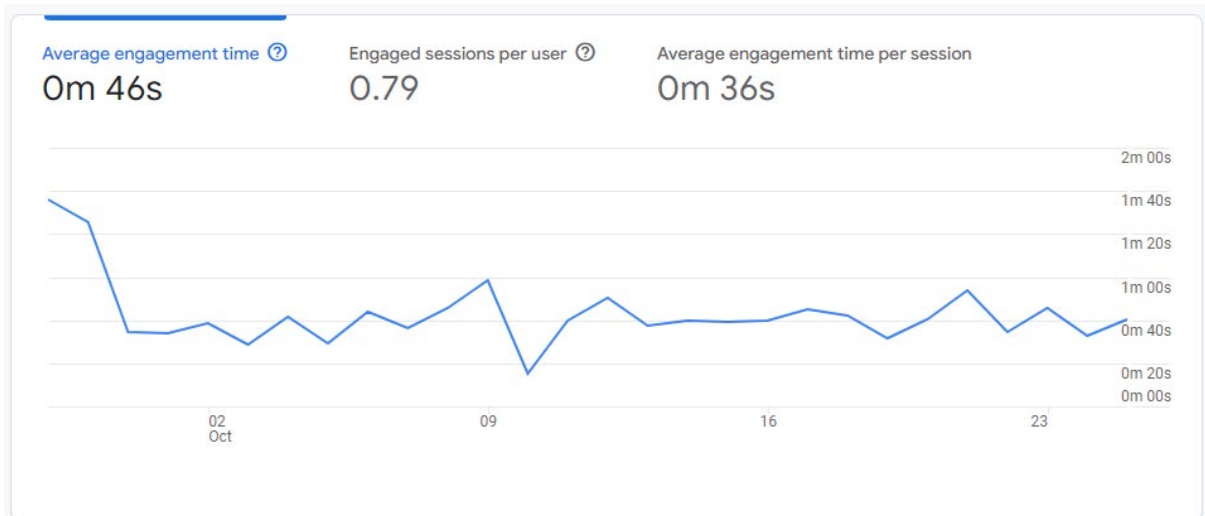 Average engagement time
0m 46s
Engaged sessions per user
0.79
Average engagement time per session
0m 36s
2m 00s
1m 40s
1m 20s
1m 00s
0m 40s
0m 20s
0m 00s
02
Oct
09
16
23